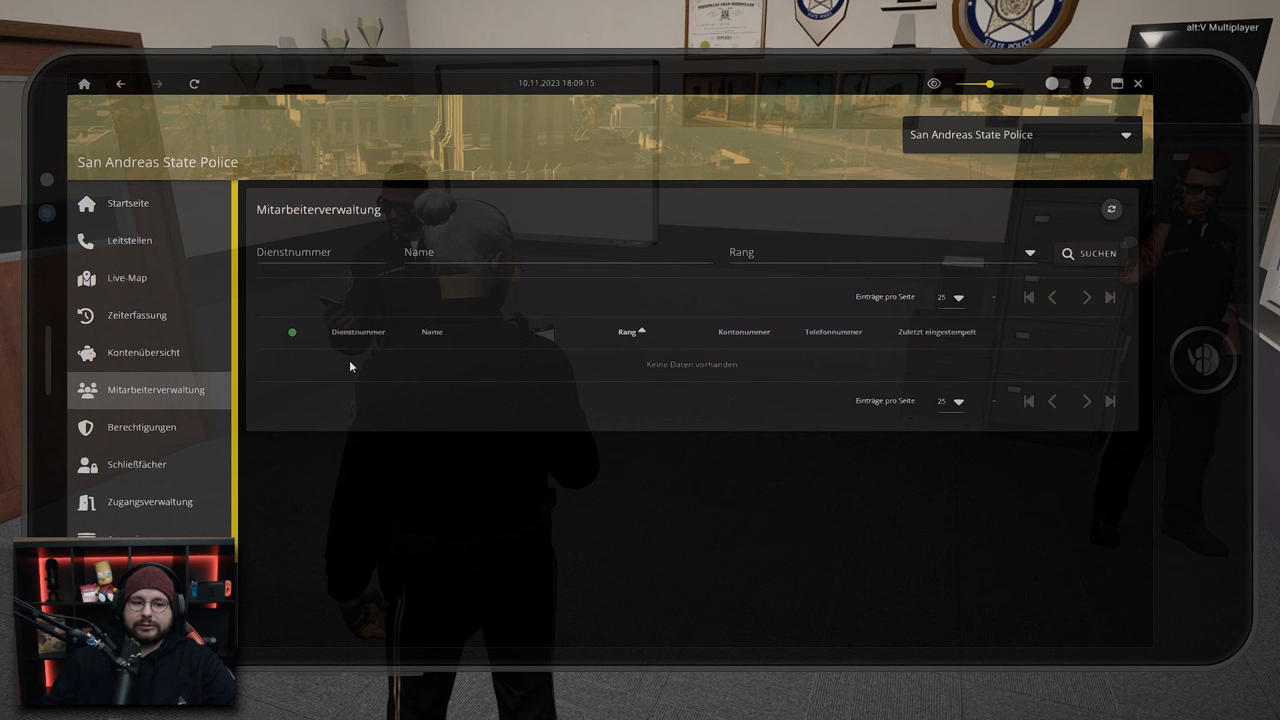 alt:V Multiplayer
STATE POLICE
10.11.2023 18:09:15
San Andreas State Police
San Andreas State Police
Startseite
Leitstellen
Live-Map
Zeiterfassung
Kontenübersicht
Mitarbeiterverwaltung
Berechtigungen
Schließfächer
Zugangsverwaltung
Mitarbeiterverwaltung
Dienstnummer Name Rang SUCHEN
Einträge pro Seite 25 -
Dienstnummer Name Rang Kontonummer Telefonnummer Zuletzt eingestempelt
Keine Daten vorhanden
Einträge pro Seite 25 -